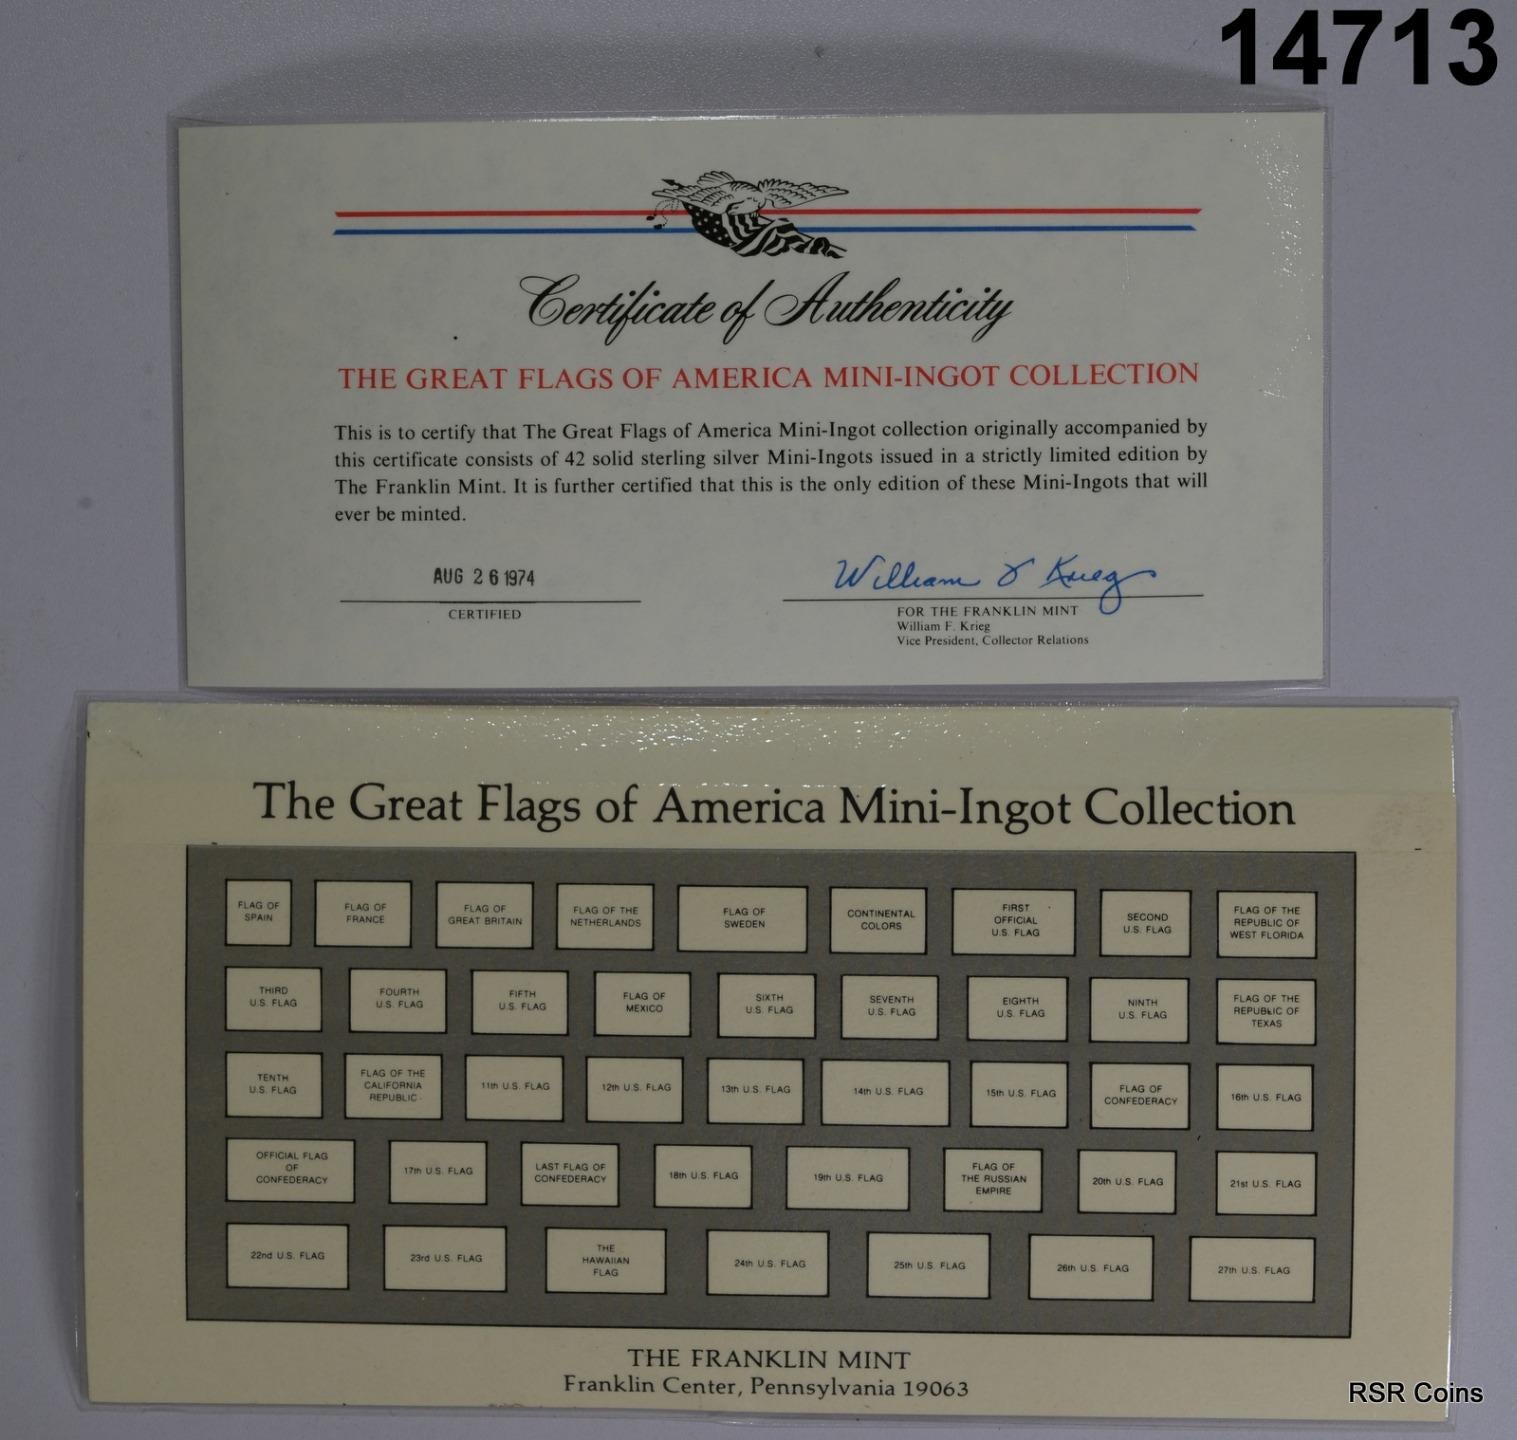 14713
Certificate of Authenticity
THE GREAT FLAGS OF AMERICA MINI-INGOT COLLECTION
This is to certify that The Great Flags of America Mini-Ingot collection originally accompanied by
this certificate consists of 42 solid sterling silver Mini-Ingots issued in a strictly limited edition by
The Franklin Mint. It is further certified that this is the only edition of these Mini-Ingots that will
ever be minted.
AUG 26 1974
CERTIFIED
William F Krieg
FOR THE FRANKLIN MINT
William F. Krieg
Vice President, Collector Relations
The Great Flags of America Mini-Ingot Collection
FLAG OF
SPAIN
FLAG OF
FRANCE
FLAG OF
GREAT BRITAIN
FLAG OF THE
NETHERLANDS
FLAG OF
SWEDEN
CONTINENTAL
COLORS
FIRST
OFFICIAL
U.S. FLAG
SECOND
U.S. FLAG
FLAG OF THE
REPUBLIC OF
WEST FLORIDA
THIRD
U.S. FLAG
FOURTH
U.S. FLAG
FIFTH
U.S. FLAG
FLAG OF
MEXICO
SIXTH
U.S. FLAG
SEVENTH
U.S. FLAG
EIGHTH
U.S. FLAG
NINTH
U.S. FLAG
FLAG OF THE
REPUBLIC OF
TEXAS
TENTH
U.S. FLAG
FLAG OF THE
CALIFORNIA
REPUBLIC
11th U.S. FLAG
12th U.S. FLAG
13th U.S. FLAG
14th U.S. FLAG
15th U.S. FLAG
FLAG OF
CONFEDERACY
16th U.S. FLAG
OFFICIAL FLAG
OF
CONFEDERACY
17th U.S. FLAG
LAST FLAG OF
CONFEDERACY
18th U.S. FLAG
19th U.S. FLAG
FLAG OF
THE RUSSIAN
EMPIRE
20th U.S. FLAG
21st U.S. FLAG
22nd U.S. FLAG
23rd U.S. FLAG
THE
HAWAIIAN
FLAG
24th U.S. FLAG
25th U.S. FLAG
26th U.S. FLAG
27th U.S. FLAG
THE FRANKLIN MINT
Franklin Center, Pennsylvania 19063
RSR Coins